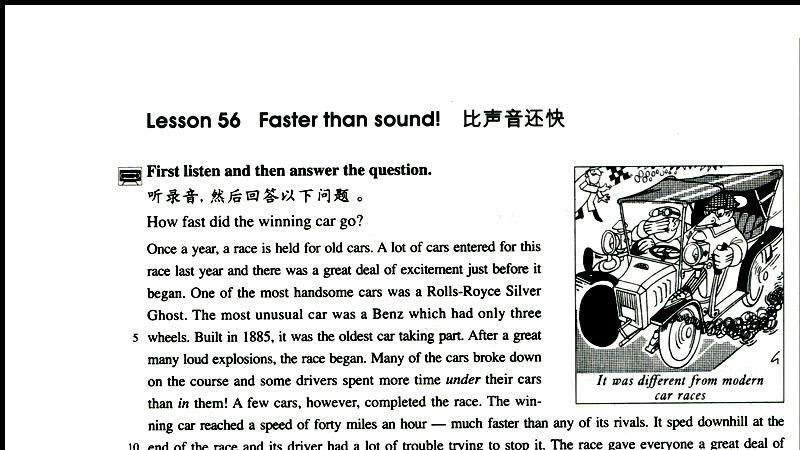 Lesson 56 Faster than sound! 比声音还快
First listen and then answer the question.
听录音，然后回答以下问题。
How fast did the winning car go?
Once a year, a race is held for old cars. A lot of cars entered for this
race last year and there was a great deal of excitement just before it
began. One of the most handsome cars was a Rolls-Royce Silver
Ghost. The most unusual car was a Benz which had only three
5 wheels. Built in 1885, it was the oldest car taking part. After a great
many loud explosions, the race began. Many of the cars broke down
on the course and some drivers spent more time under their cars
than in them! A few cars, however, completed the race. The win-
ning car reached a speed of forty miles an hour — much faster than any of its rivals. It sped downhill at the
10 end of the race and its driver had a lot of trouble trying to stop it. The race gave everyone a great deal of
It was different from modern
car races